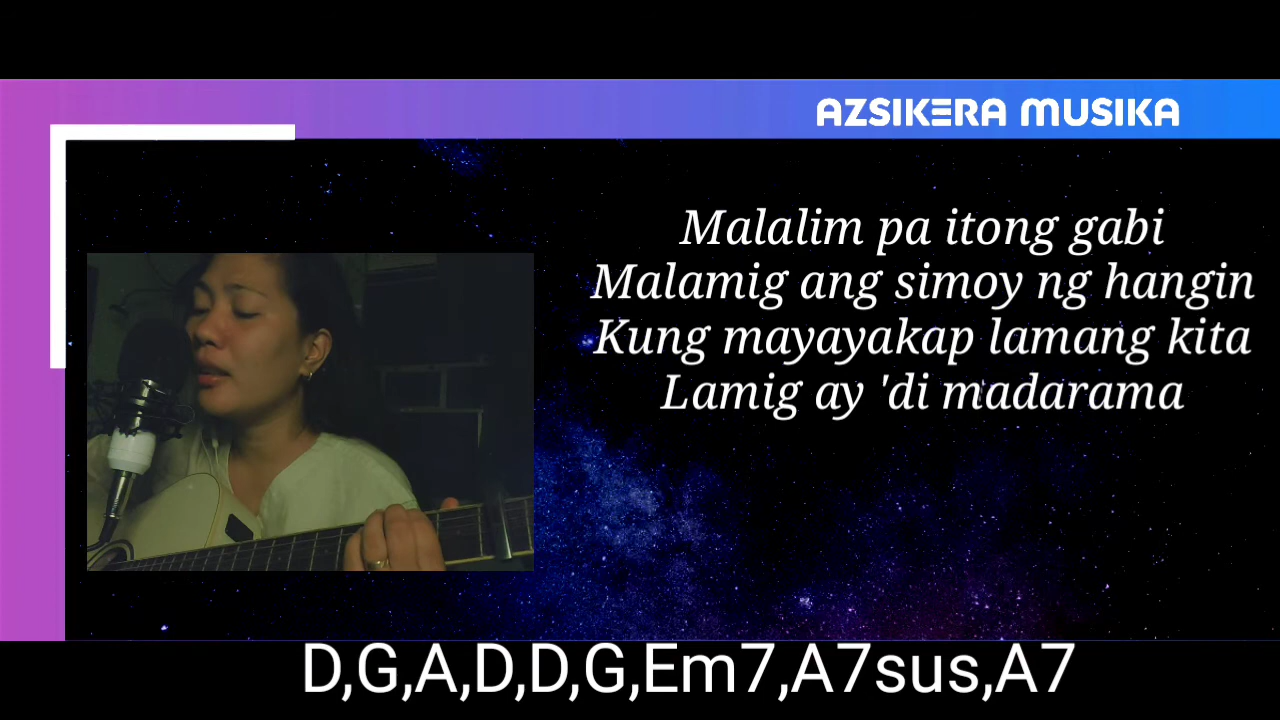 AZSIKERA MUSIKA
Malalim pa itong gabi
Malamig ang simoy ng hangin
Kung mayayakap lamang kita
Lamig ay 'di madarama
D,G,A,D,D,G,Em7,A7sus,A7